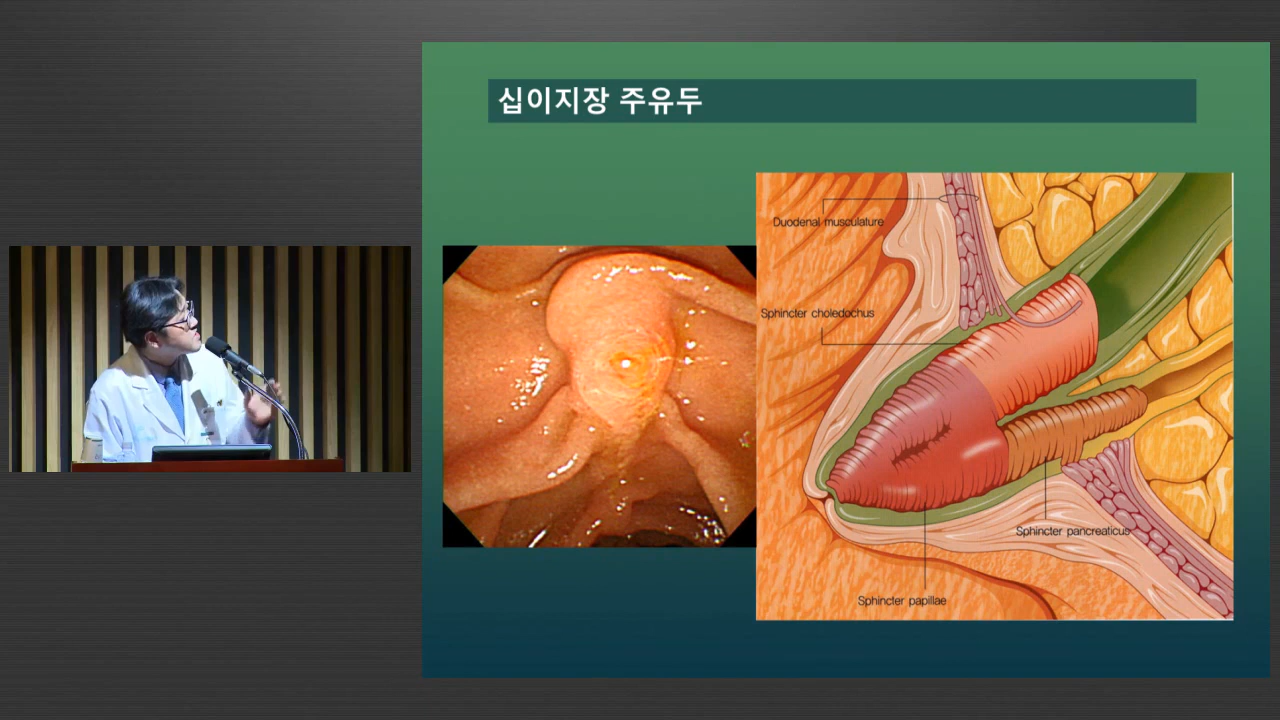 십이지장 주유두
Duodenal musculature
Sphincter choledochus
Sphincter pancreaticus
Sphincter papillae